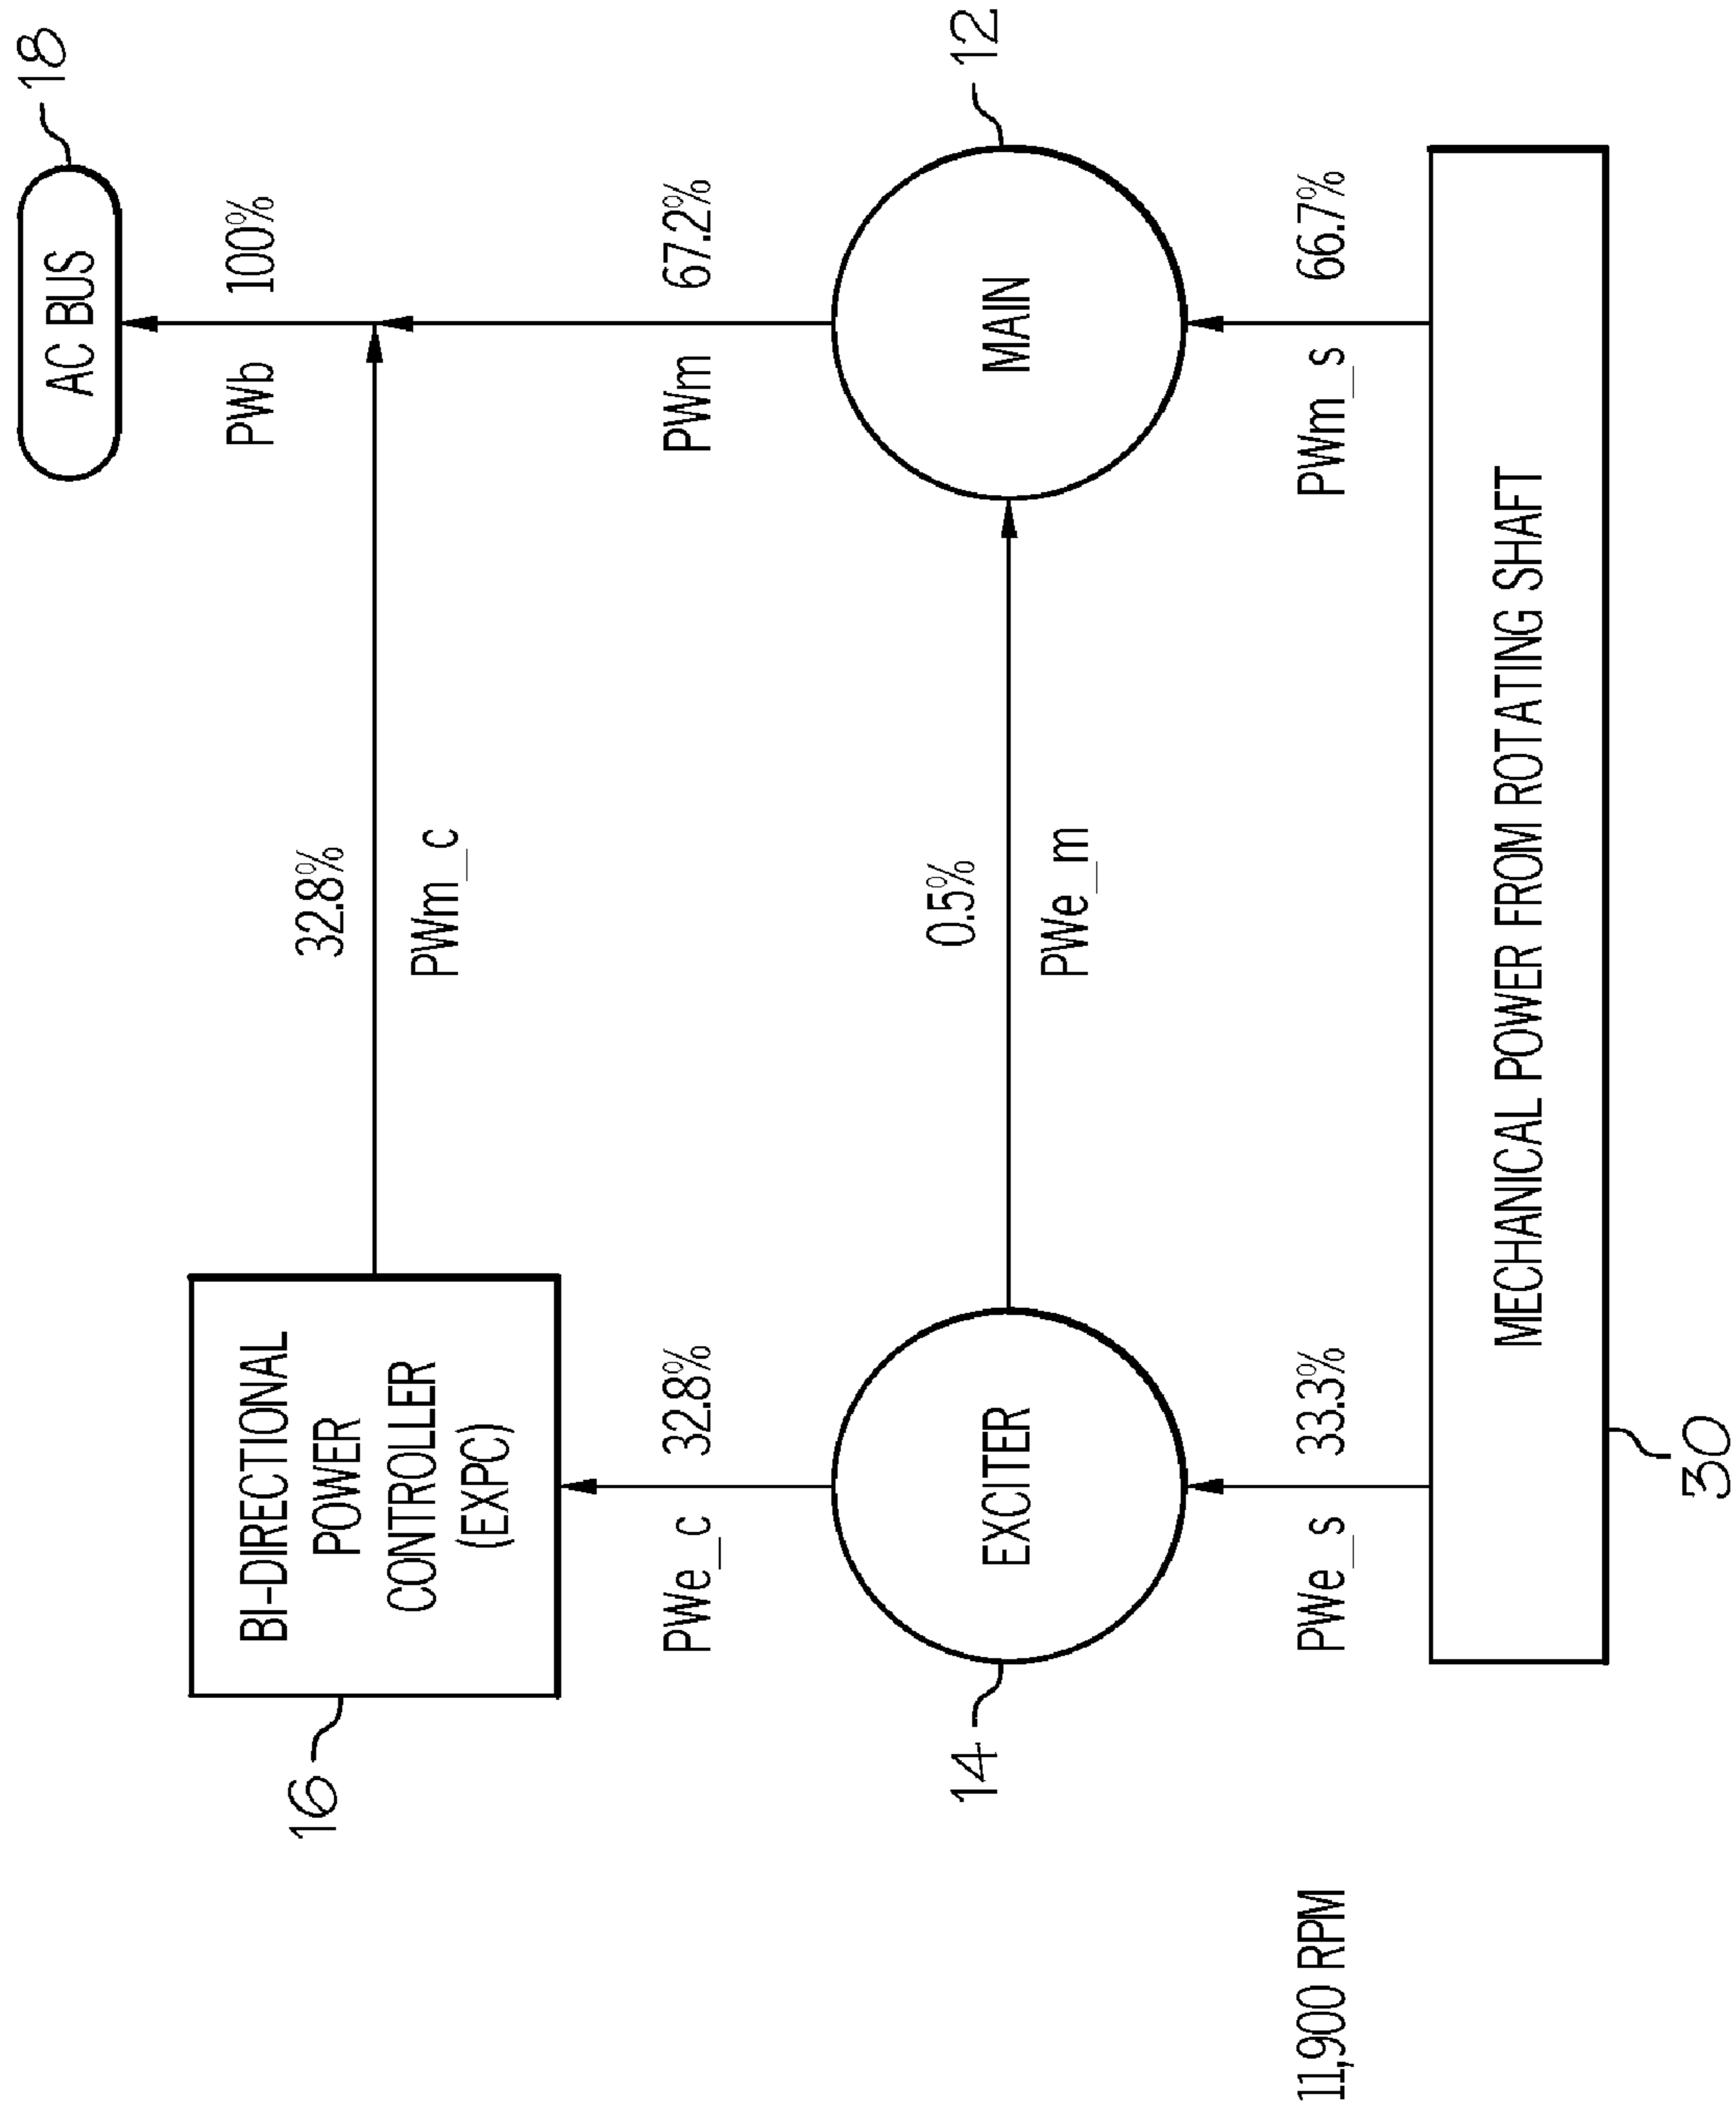 18
AC BUS
PWb
100%
32.8%
PWm_c
BI-DIRECTIONAL
POWER
CONTROLLER
(EXPC)
16
PWe_c
32.8%
PWm
67.2%
12
MAIN
0.5%
PWe_m
EXCITER
14
PWe_s
33.3%
PWm_s
66.7%
11,900 RPM
MECHANICAL POWER FROM ROTATING SHAFT
30